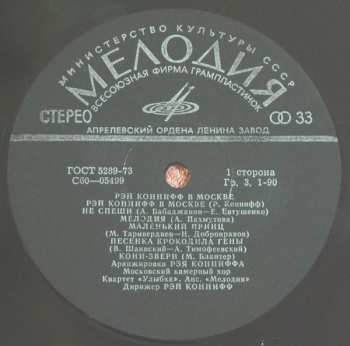 МИНИСТЕРСТВО КУЛЬТУРЫ СССР
МЕЛОДИЯ
ВСЕСОЮЗНАЯ ФИРМА ГРАМПЛАСТИНОК
СТЕРЕО
33
АПРЕЛЕВСКИЙ ОРДЕНА ЛЕНИНА ЗАВОД
ГОСТ 5289-73
1 сторона
С60—05499
Гр. 3, 1-90
РЭЙ КОННИФФ В МОСКВЕ
РЭЙ КОННИФФ В МОСКВЕ (Р. Коннифф)
НЕ СПЕШИ (А. Бабаджанян—Е. Евтушенко)
МЕЛОДИЯ (А. Пахмутова)
МАЛЕНЬКИЙ ПРИНЦ
(М. Таривердиев—Н. Добронравов)
ПЕСЕНКА КРОКОДИЛА ГЕНЫ
(В. Шаинский—А. Тимофеевский)
КОНИ-ЗВЕРИ (М. Блантер)
Аранжировка РЭЯ КОННИФФА
Московский камерный хор
Квартет «Улыбка». Анс. «Мелодия»
Дирижер РЭЙ КОННИФФ